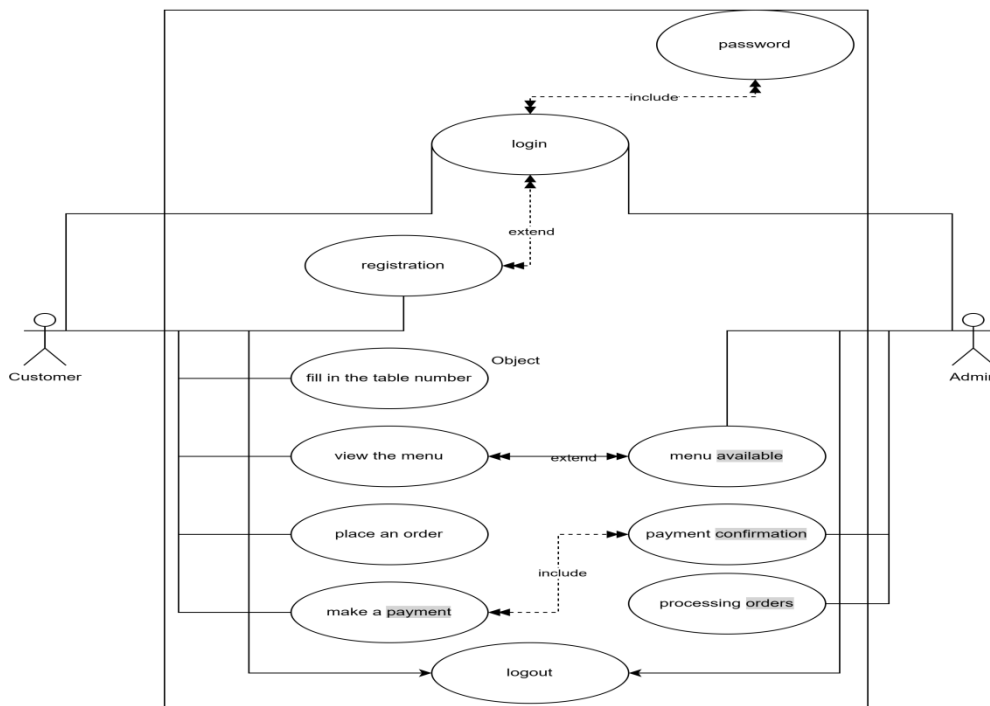 password
include
login
extend
registration
Customer
Admin
Object
fill in the table number
view the menu
extend
menu available
place an order
payment confirmation
include
make a payment
processing orders
logout